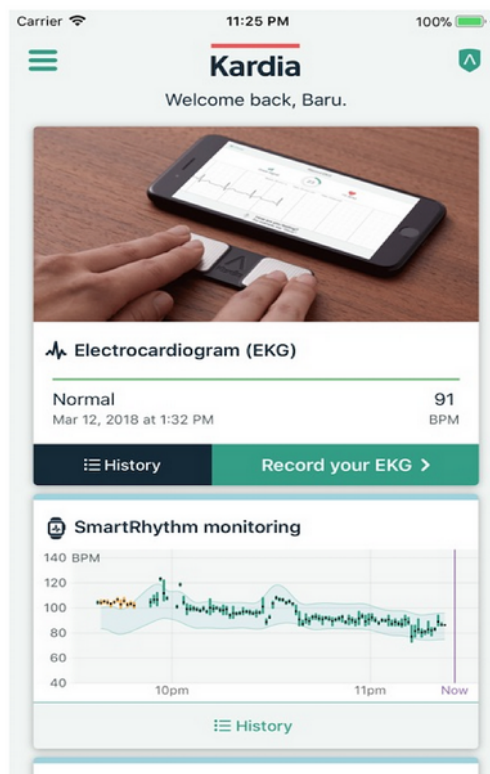 Carrier 11:25 PM 100%
Kardia
Welcome back, Baru.
Electrocardiogram (EKG)
Normal 91
Mar 12, 2018 at 1:32 PM BPM
History Record your EKG >
SmartRhythm monitoring
140 BPM
120
100
80
60
40
10pm 11pm Now
History